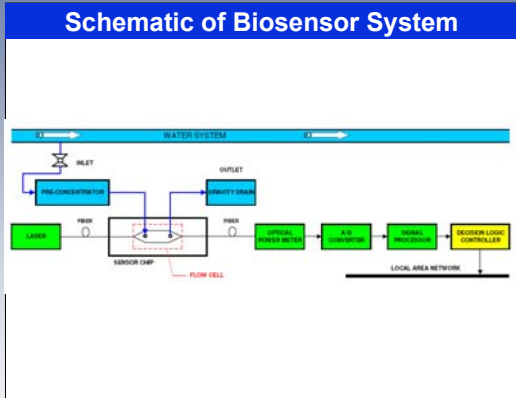 Schematic of Biosensor System
WATER SYSTEM
INLET
OUTLET
PRE-CONCENTRATOR
GRAVITY DRAIN
FIBER
FIBER
LASER
OPTICAL
POWER METER
A-D
CONVERTER
SIGNAL
PROCESSOR
DECISION LOGIC
CONTROLLER
SENSOR CHIP
FLOW CELL
LOCAL AREA NETWORK